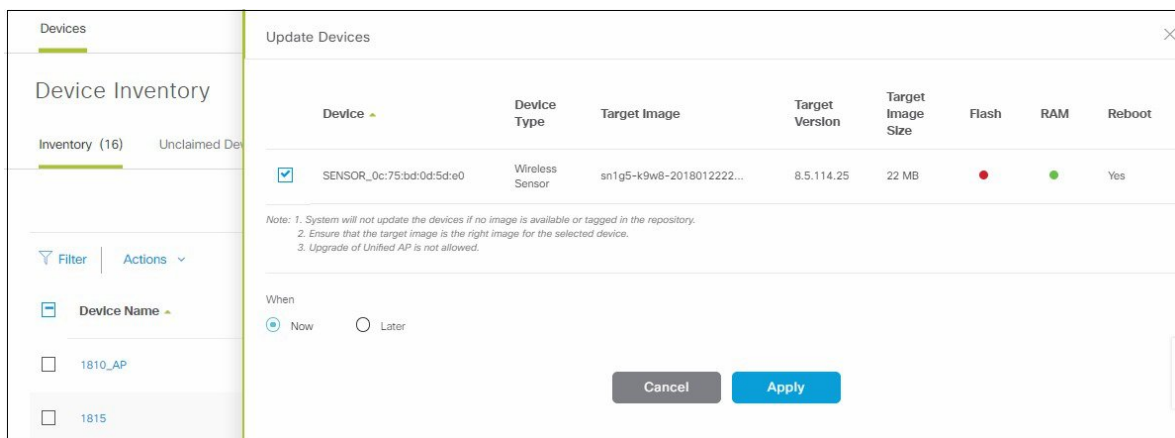 Devices
Device Inventory
Inventory (16) Unclaimed Dev
Filter Actions
Device Name
1810_AP
1815
Update Devices
Device Device Type Target Image Target Version Target Image Size Flash RAM Reboot
SENSOR_0c:75:bd:0d:5d:e0 Wireless Sensor sn1g5-k9w8-2018012222... 8.5.114.25 22 MB Yes
Note: 1. System will not update the devices if no image is available or tagged in the repository.
2. Ensure that the target image is the right image for the selected device.
3. Upgrade of Unified AP is not allowed.
When
Now Later
Cancel Apply